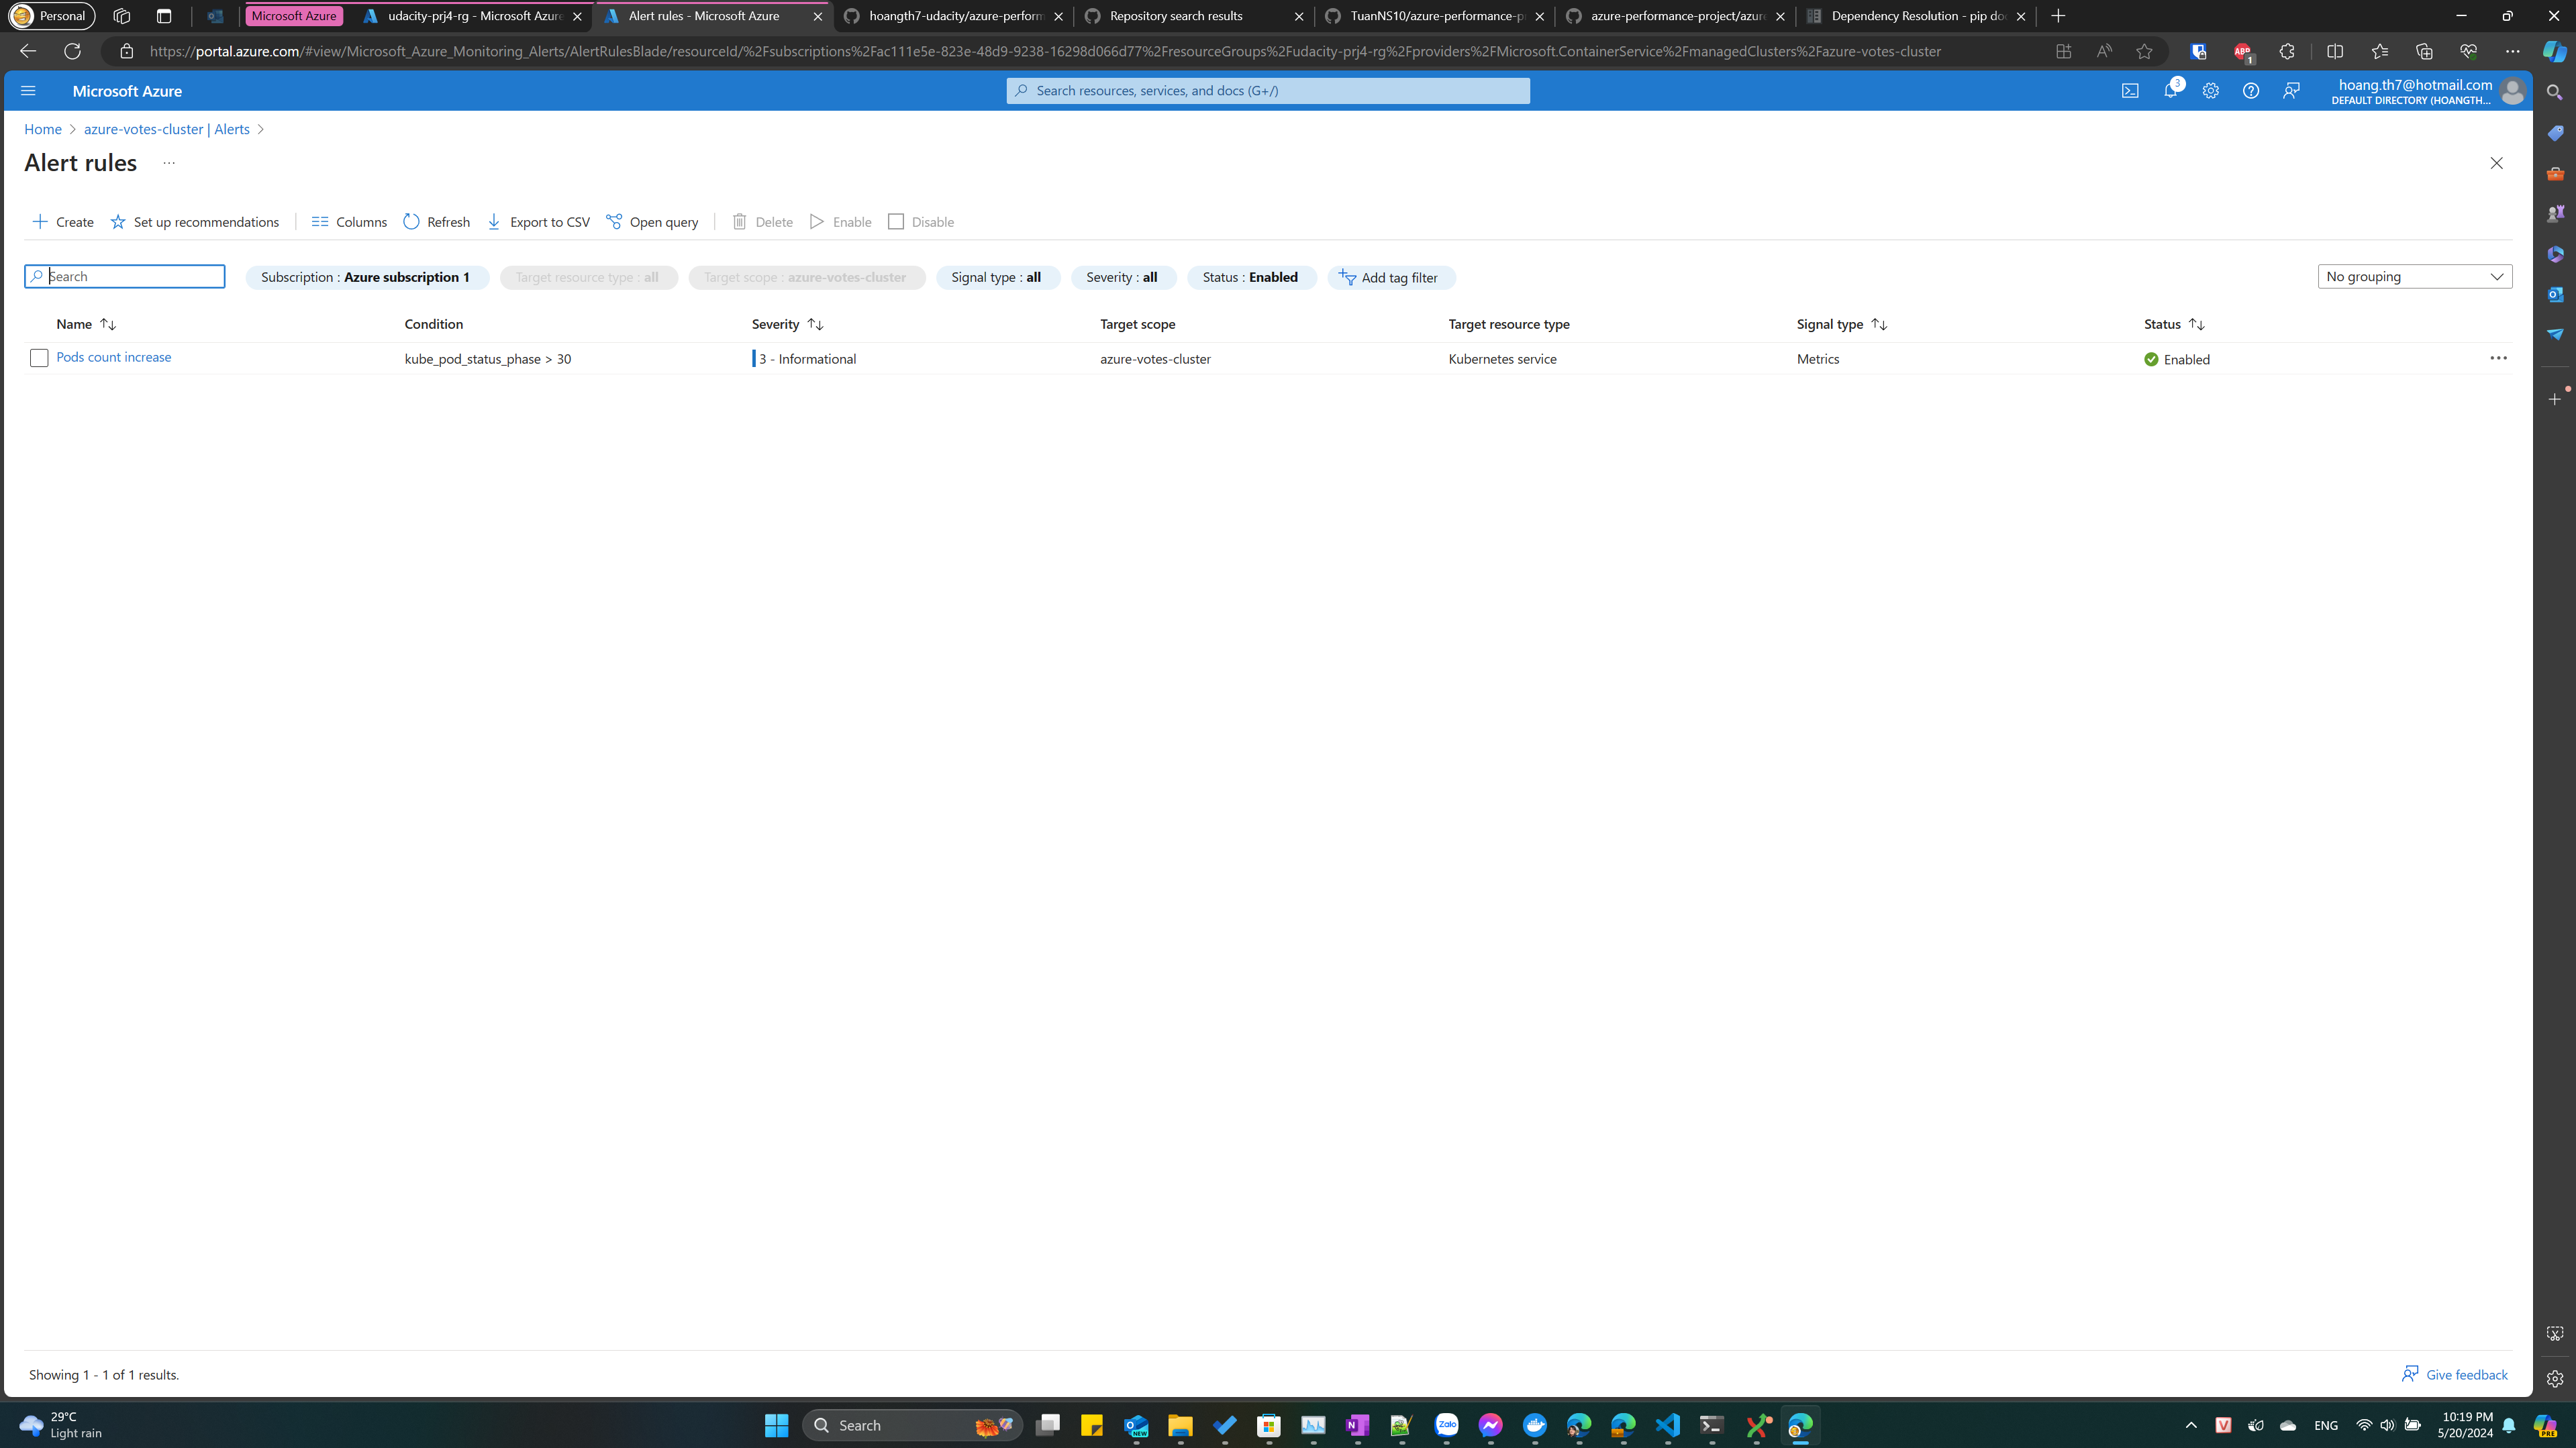 Personal
Microsoft Azure
udacity-prj4-rg - Microsoft Azure
Alert rules - Microsoft Azure
hoangth7-udacity/azure-perform
Repository search results
TuanNS10/azure-performance-p
azure-performance-project/azure
Dependency Resolution - pip do
https://portal.azure.com/#view/Microsoft_Azure_Monitoring_Alerts/AlertRulesBlade/resourceId/%2Fsubscriptions%2Fac111e5e-823e-48d9-9238-16298d066d77%2FresourceGroups%2Fudacity-prj4-rg%2Fproviders%2FMicrosoft.ContainerService%2FmanagedClusters%2Fazure-votes-cluster
ABP
1
Microsoft Azure
Search resources, services, and docs (G+/)
3
hoang.th7@hotmail.com
DEFAULT DIRECTORY (HOANGTH...
Home
azure-votes-cluster | Alerts
Alert rules
...
Create
Set up recommendations
Columns
Refresh
Export to CSV
Open query
Delete
Enable
Disable
Search
Subscription : Azure subscription 1
Target resource type : all
Target scope : azure-votes-cluster
Signal type : all
Severity : all
Status : Enabled
Add tag filter
No grouping
Name
Condition
Severity
Target scope
Target resource type
Signal type
Status
Pods count increase
kube_pod_status_phase > 30
3 - Informational
azure-votes-cluster
Kubernetes service
Metrics
Enabled
Showing 1 - 1 of 1 results.
Give feedback
29°C
Light rain
Search
NEW
Zalo
ENG
10:19 PM
5/20/2024
PRE